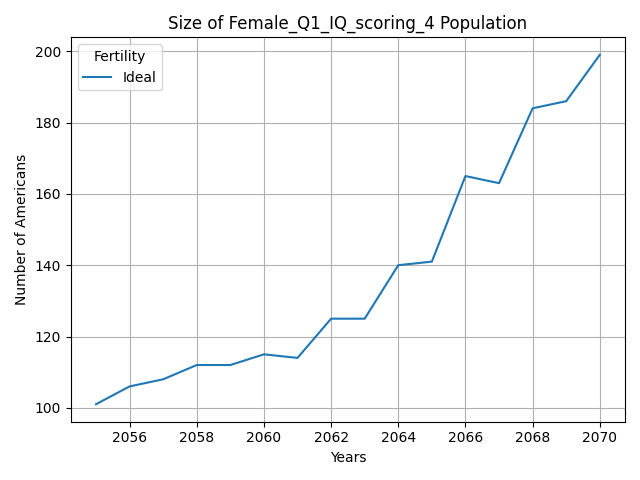 Size of Female_Q1_IQ_scoring_4 Population
Fertility
Ideal
Number of Americans
200
180
160
140
120
100
2056 2058 2060 2062 2064 2066 2068 2070
Years